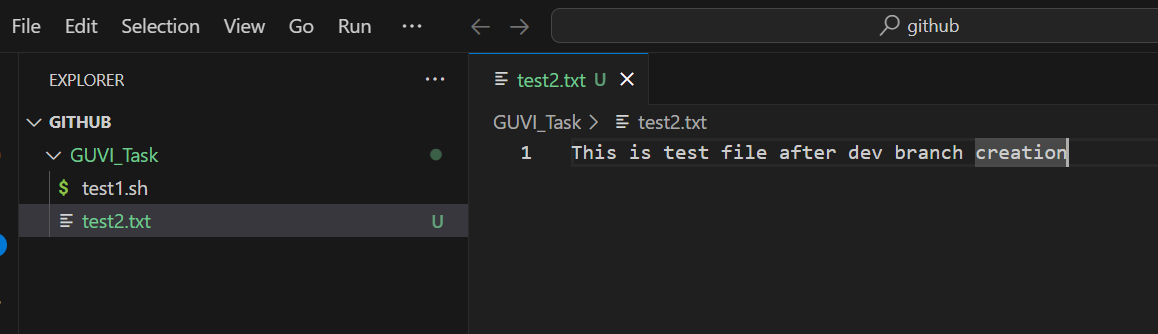 File Edit Selection View Go Run ···
github
EXPLORER ···
test2.txt U
GITHUB
GUVI_Task > test2.txt
GUVI_Task
1 This is test file after dev branch creation
$ test1.sh
test2.txt U